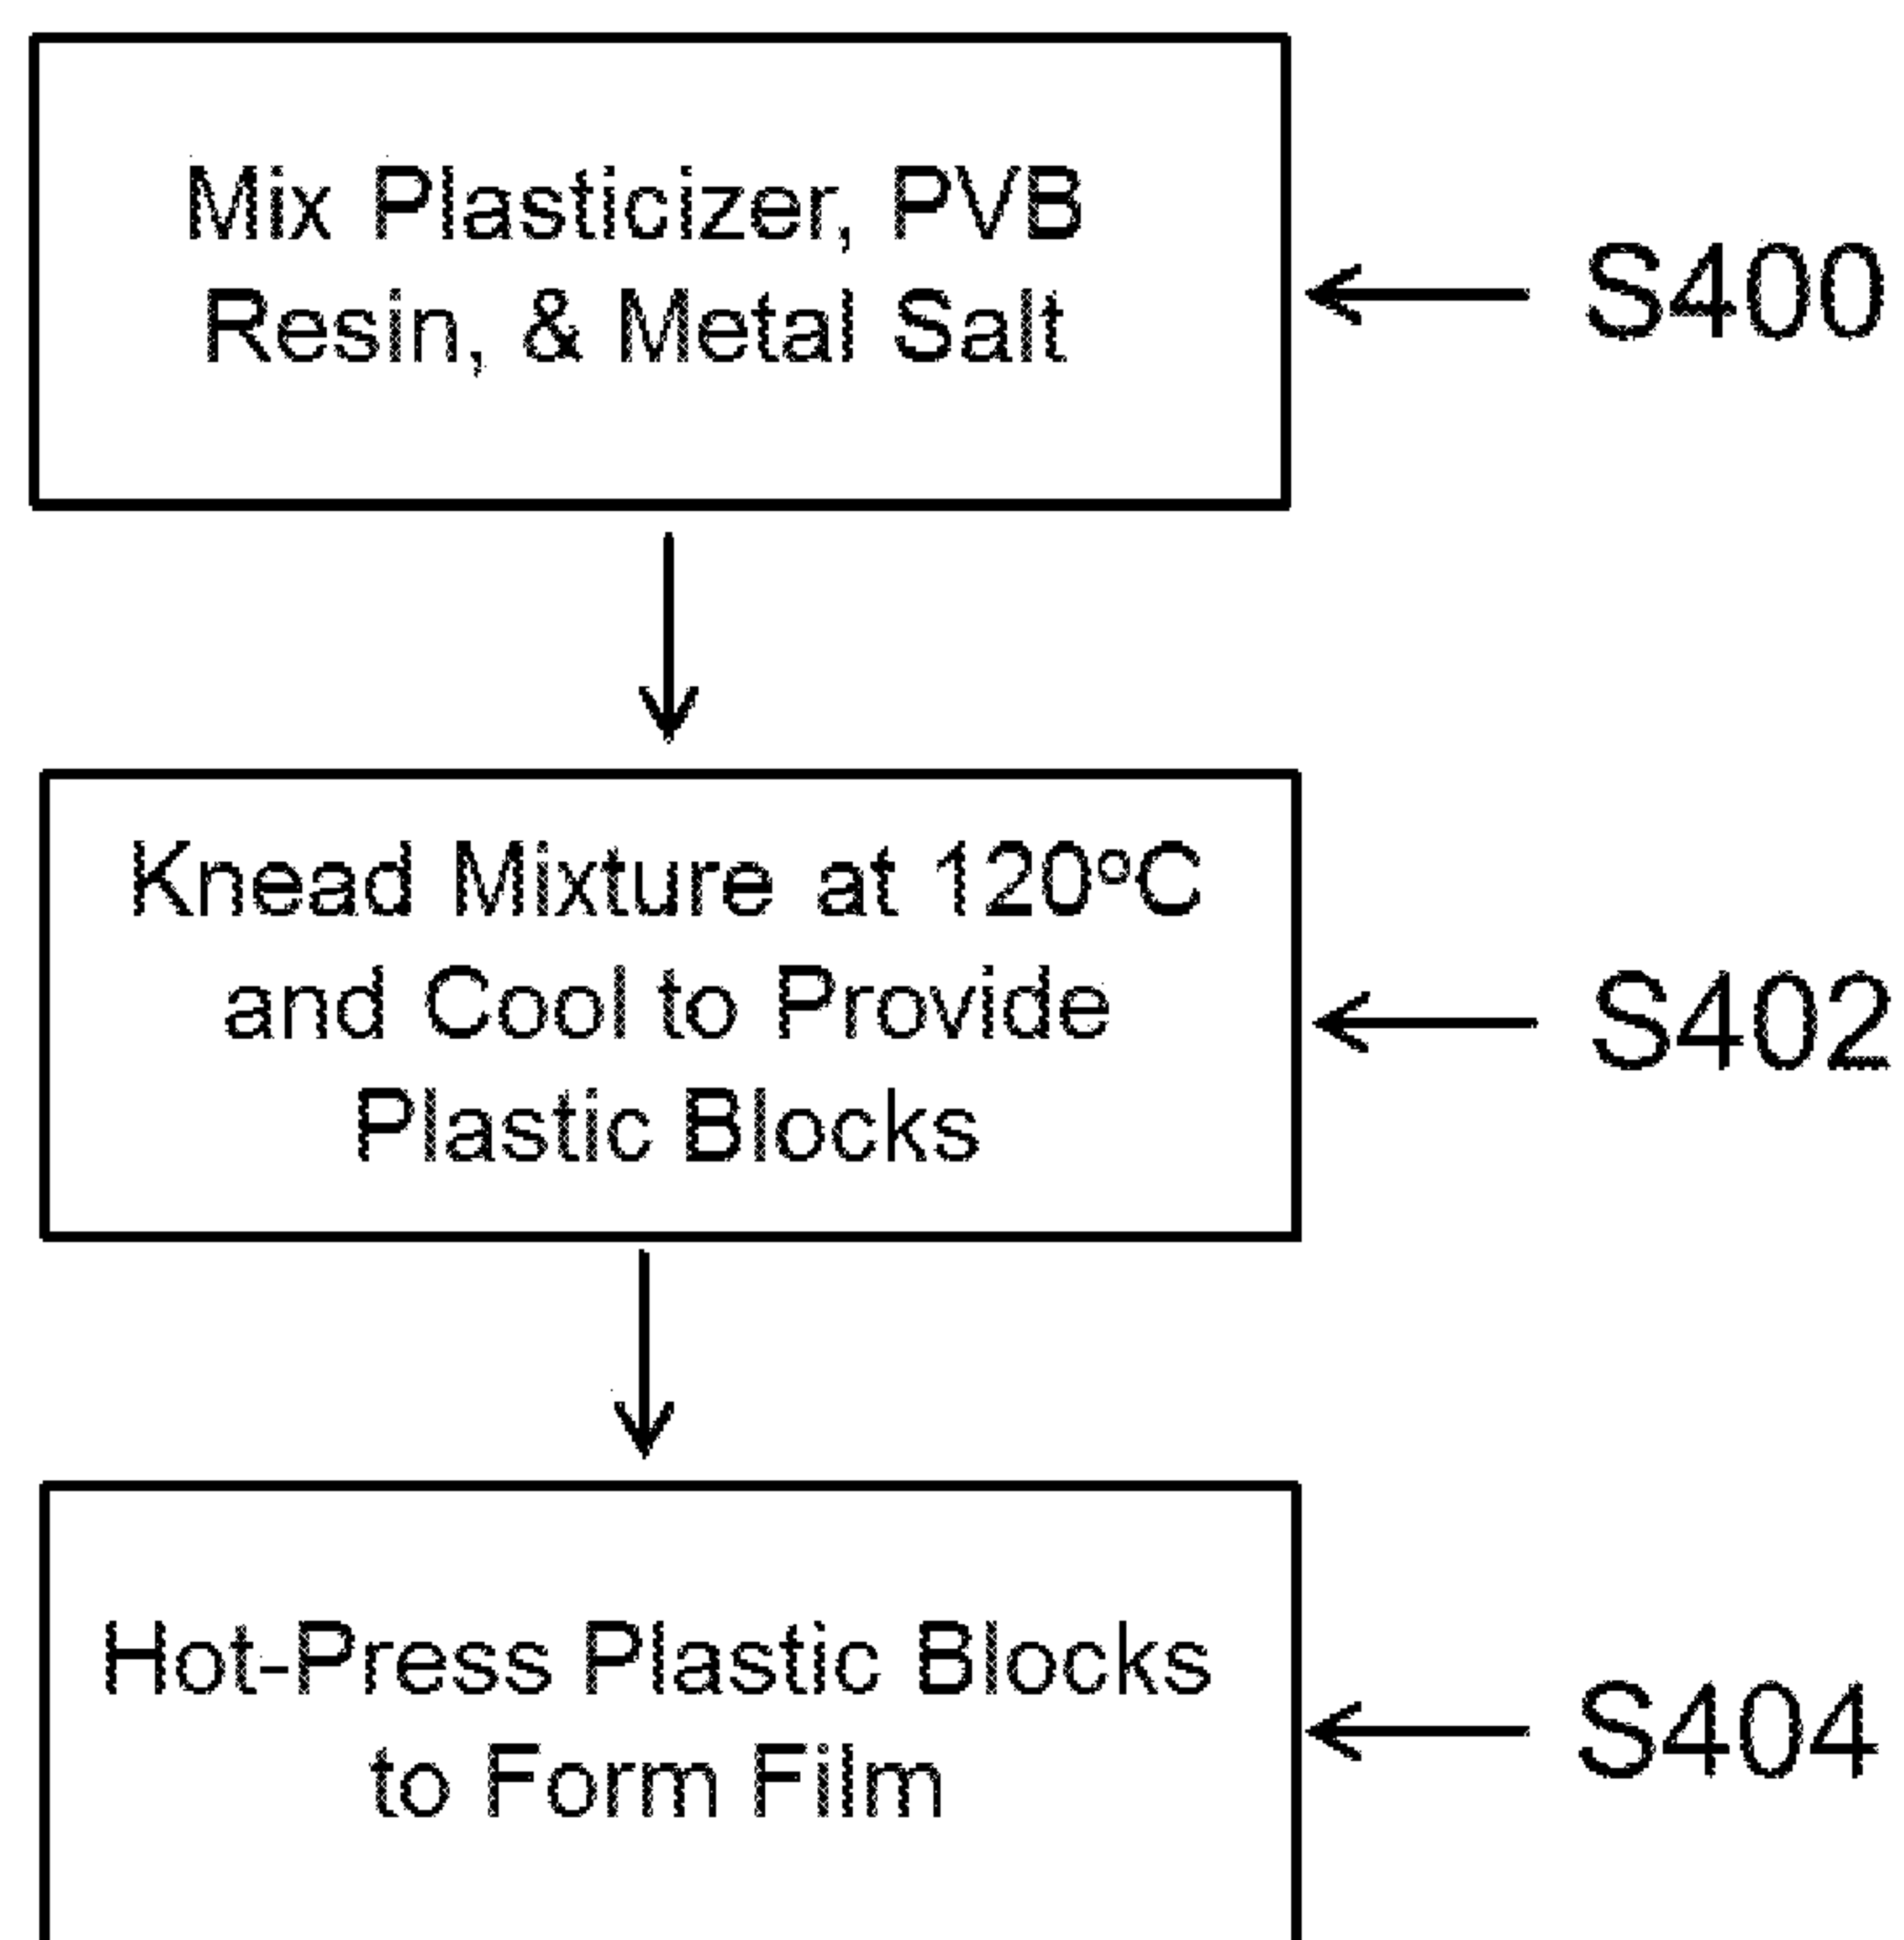 Mix Plasticizer, PVB
Resin, & Metal Salt
S400
Knead Mixture at 120°C
and Cool to Provide
Plastic Blocks
S402
Hot-Press Plastic Blocks
to Form Film
S404